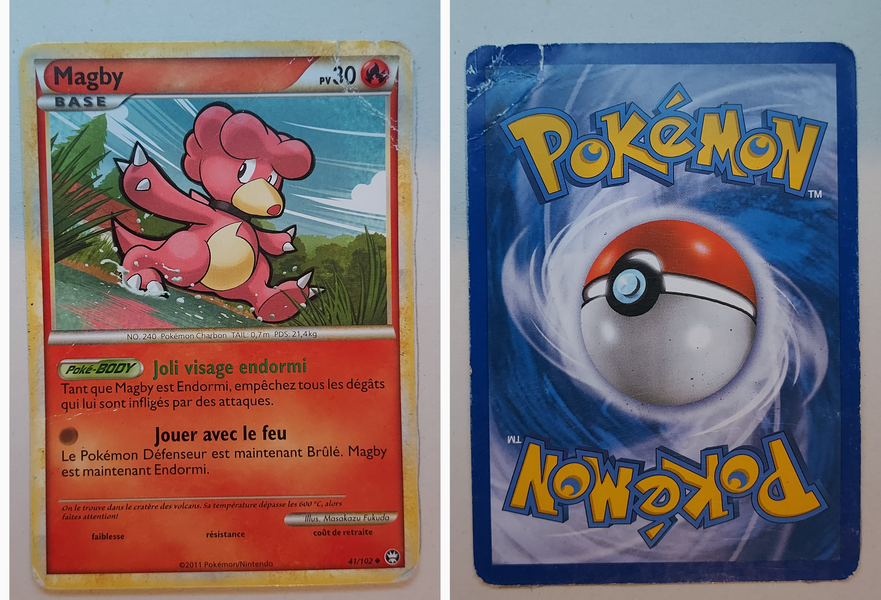 Magby
PV 30
BASE
NO. 240 Pokémon Charbon TAIL: 0,7m PDS: 21,4kg
Poké-BODY Joli visage endormi
Tant que Magby est Endormi, empêchez tous les dégâts
qui lui sont infligés par des attaques.
Jouer avec le feu
Le Pokémon Défenseur est maintenant Brûlé. Magby
est maintenant Endormi.
On le trouve dans le cratère des volcans. Sa température dépasse les 600 °C, alors
faites attention!
Illus. Masakazu Fukuda
faiblesse résistance coût de retraite
©2011 Pokémon/Nintendo 41/102
POKéMON
TM
TM
POKéMON